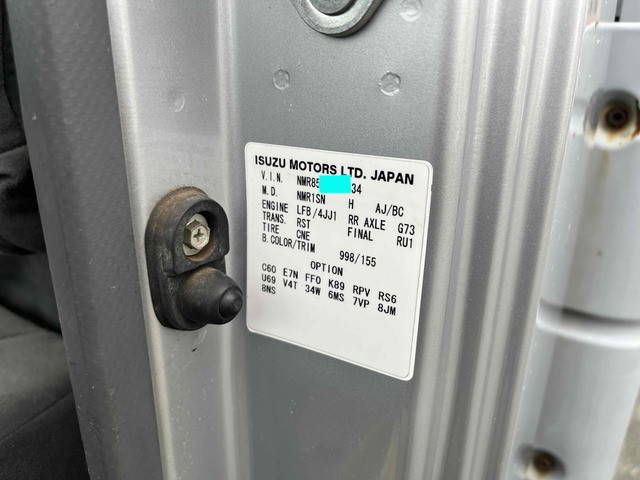 ISUZU MOTORS LTD. JAPAN
V.I.N. NMR85 34
M.D. NMR1SN H AJ/BC
ENGINE LFB/4JJ1 RR AXLE G73
TRANS. RST FINAL RU1
TIRE CNE
B.COLOR/TRIM 998/155
OPTION
C60 E7N FF0 K89 RPV RS6
U69 V4T 34W 6MS 7VP 8JM
8NS